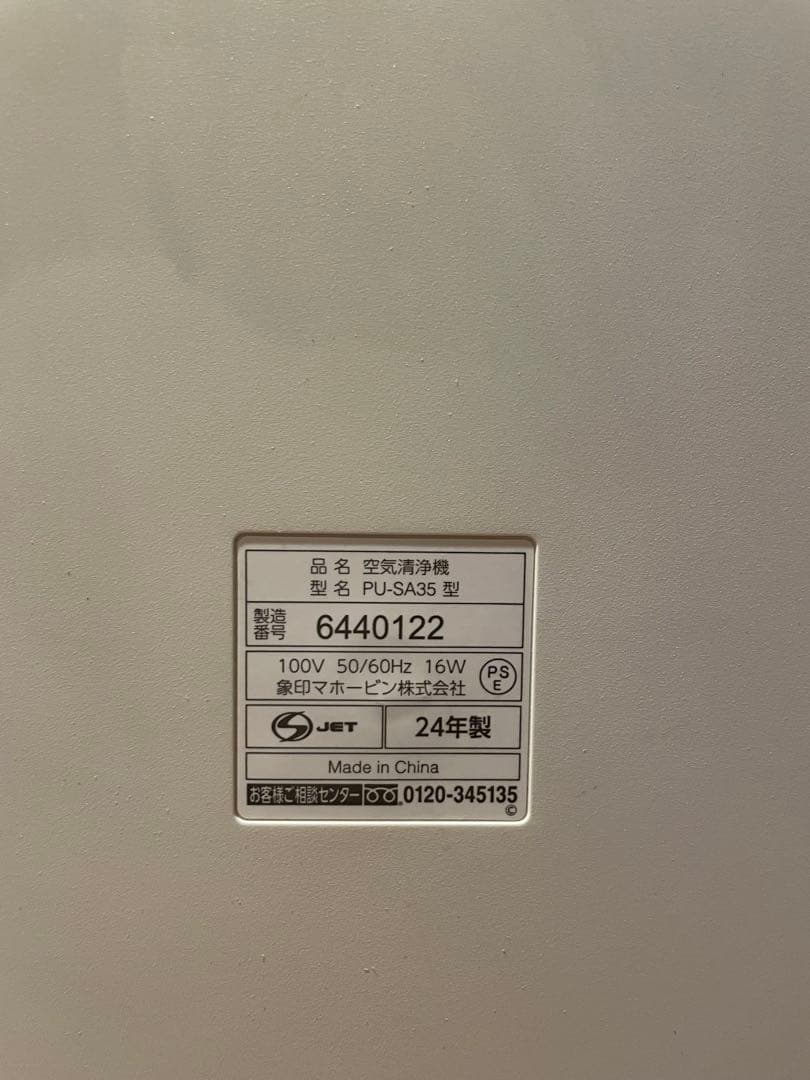 品名 空気清浄機
型名 PU-SA35 型
製造番号 6440122
100V 50/60Hz 16W
象印マホービン株式会社
PS E
S JET
24年製
Made in China
お客様ご相談センター 0120-345135
©